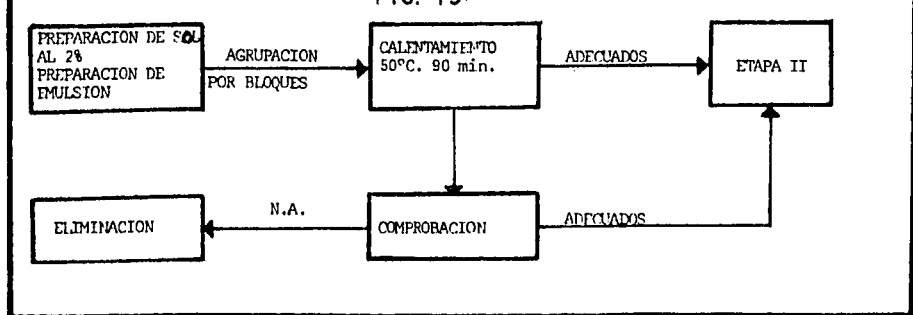 PREPARACION DE SOL
AL 2%
PREPARACION DE
EMULSION
AGRUPACION
POR BLOQUES
CALENTAMIENTO
50°C. 90 min.
ADECUADOS
ETAPA II
ELIMINACION
N.A.
COMPROBACION
ADECUADOS